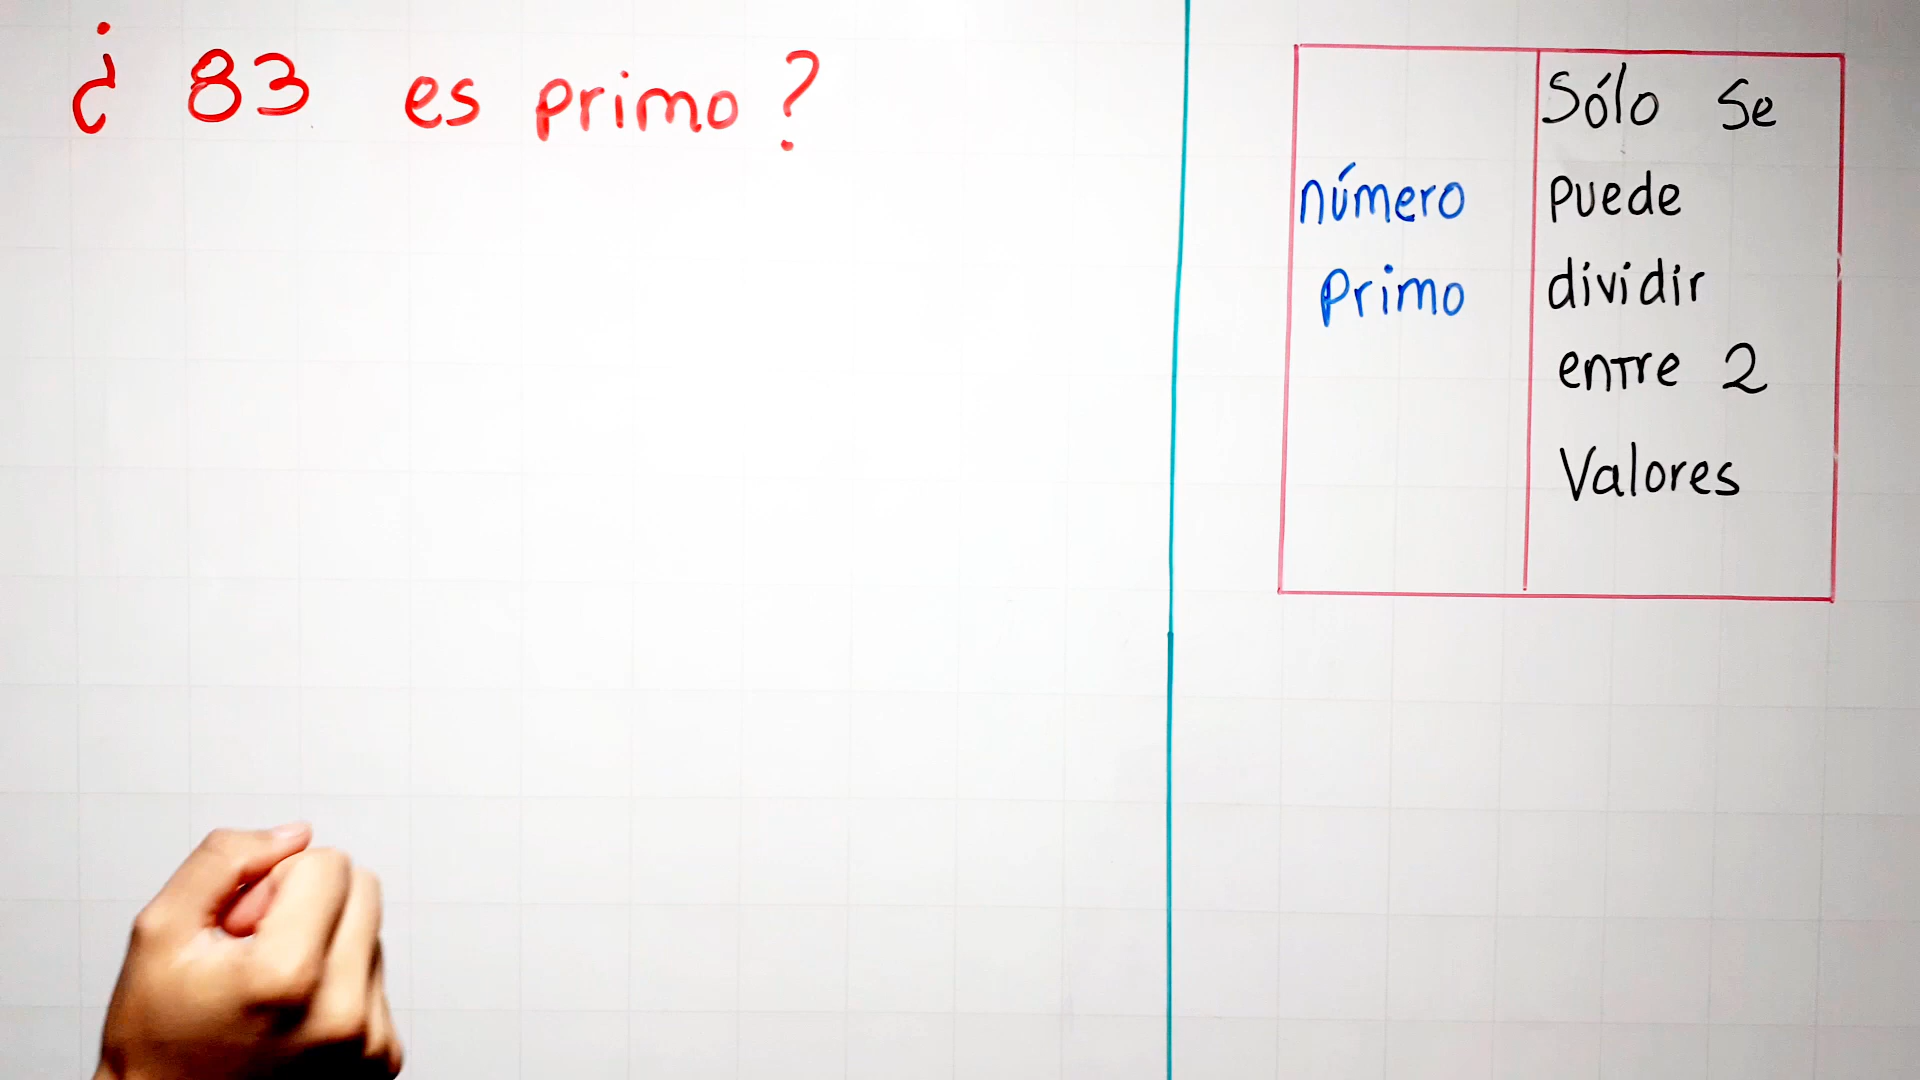 ¿ 83 es primo ?
número
Primo
Sólo Se
puede
dividir
entre 2
Valores